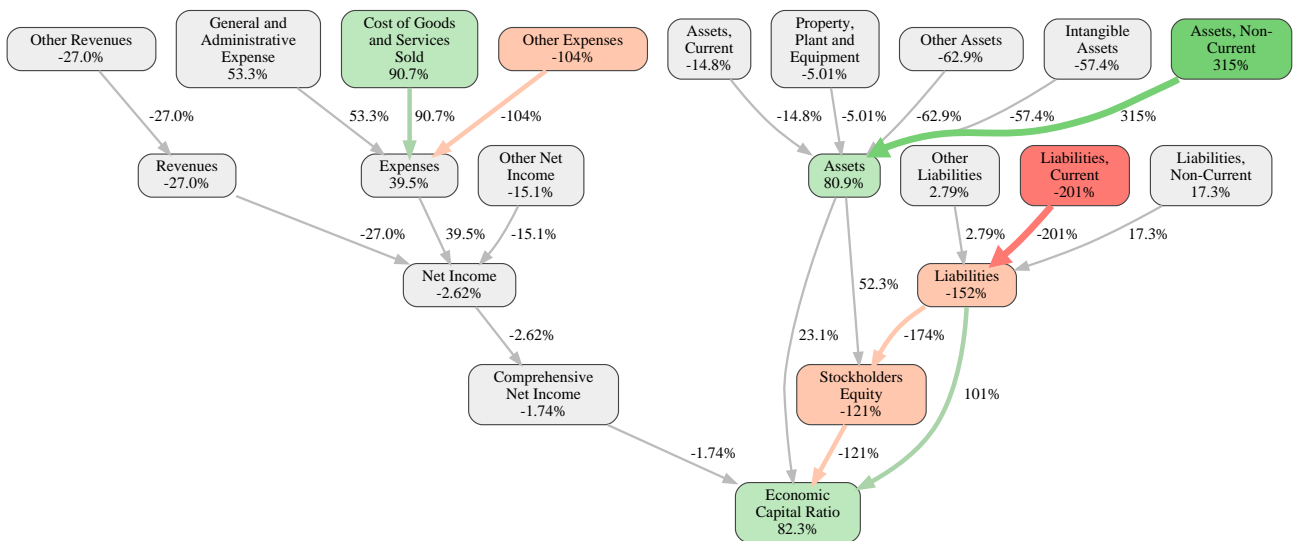 Other Revenues
-27.0%
General and
Administrative
Expense
53.3%
Cost of Goods
and Services
Sold
90.7%
Other Expenses
-104%
Assets,
Current
-14.8%
Property,
Plant and
Equipment
-5.01%
Other Assets
-62.9%
Intangible
Assets
-57.4%
Assets, Non-
Current
315%
-27.0%
53.3%
90.7%
-104%
-14.8%
-5.01%
-62.9%
-57.4%
315%
Revenues
-27.0%
Expenses
39.5%
Other Net
Income
-15.1%
Assets
80.9%
Other
Liabilities
2.79%
Liabilities,
Current
-201%
Liabilities,
Non-Current
17.3%
-27.0%
39.5%
-15.1%
2.79%
-201%
17.3%
Net Income
-2.62%
52.3%
Liabilities
-152%
-2.62%
23.1%
-174%
Comprehensive
Net Income
-1.74%
Stockholders
Equity
-121%
101%
-1.74%
-121%
Economic
Capital Ratio
82.3%